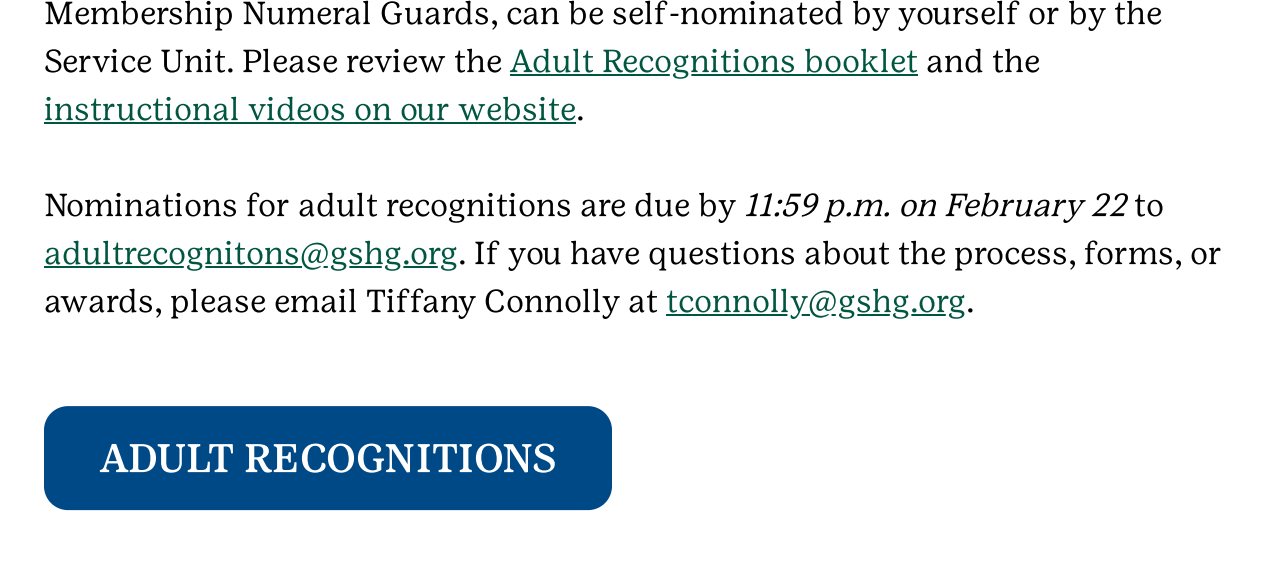 Membership Numeral Guards, can be self-nominated by yourself or by the
Service Unit. Please review the Adult Recognitions booklet and the
instructional videos on our website.
Nominations for adult recognitions are due by 11:59 p.m. on February 22 to
adultrecognitons@gshg.org. If you have questions about the process, forms, or
awards, please email Tiffany Connolly at tconnolly@gshg.org.
ADULT RECOGNITIONS